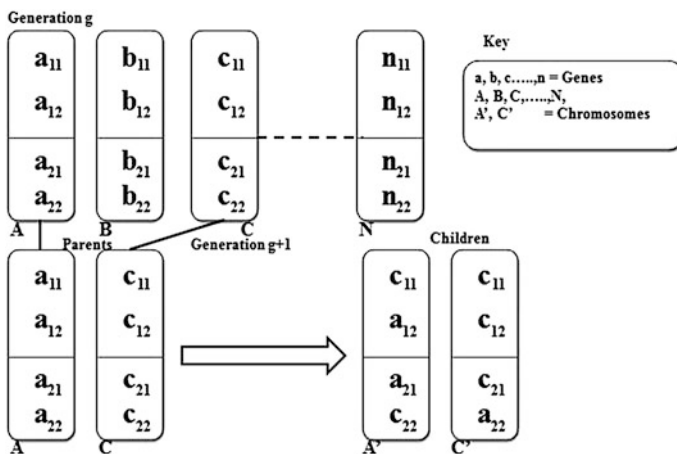 Generation g
a11 b11 c11 n11
a12 b12 c12 n12
a21 b21 c21 n21
a22 b22 c22 n22
A B C N
Key
a, b, c…..,n = Genes
A, B, C,…..,N,
A’, C’ = Chromosomes
Parents Generation g+1 Children
a11 c11 c11 c11
a12 c12 a12 c12
a21 c21 a21 c21
a22 c22 c22 a22
A C A’ C’